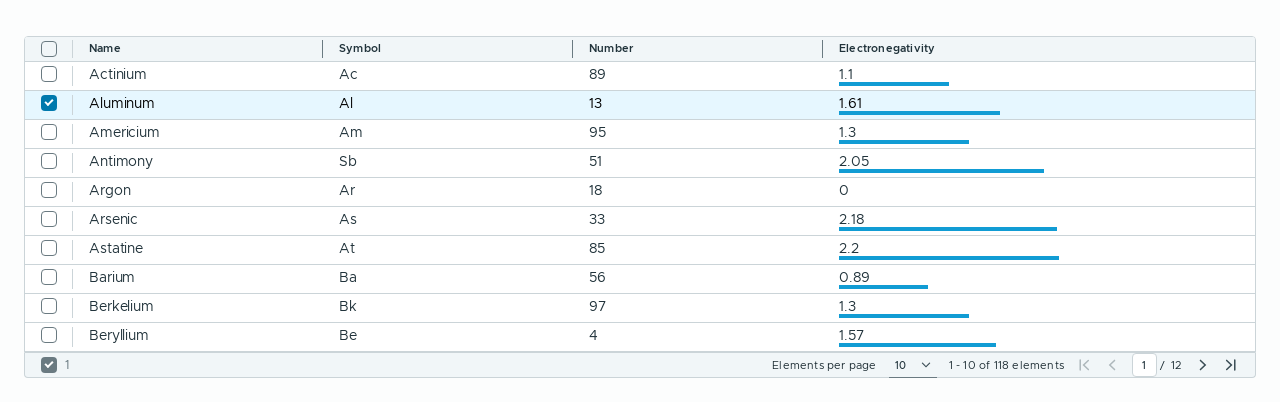 Name Symbol Number Electronegativity
Actinium Ac 89 1.1
Aluminum Al 13 1.61
Americium Am 95 1.3
Antimony Sb 51 2.05
Argon Ar 18 0
Arsenic As 33 2.18
Astatine At 85 2.2
Barium Ba 56 0.89
Berkelium Bk 97 1.3
Beryllium Be 4 1.57
1 Elements per page 10 1 - 10 of 118 elements 1 / 12